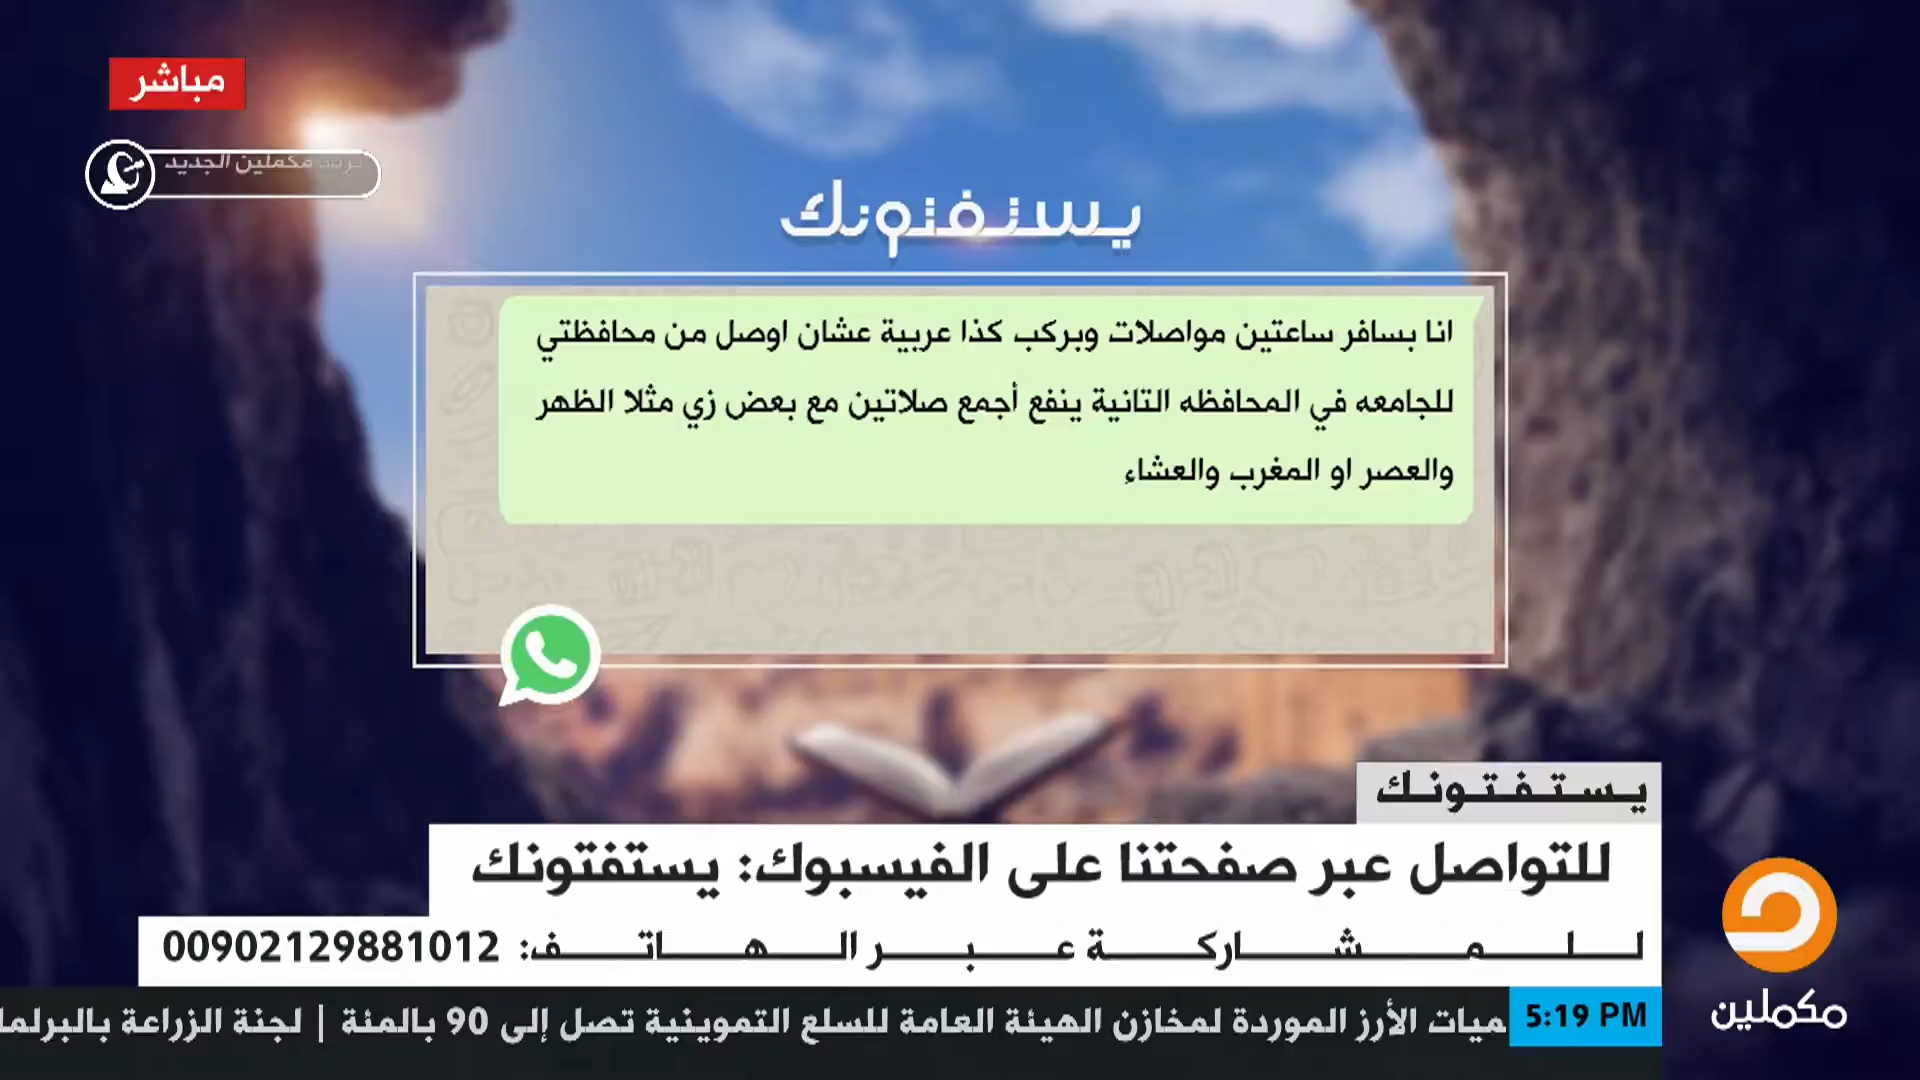 مباشر
تردد مكملين الجديد
يستفتونك
انا بسافر ساعتين مواصلات وبركب كذا عربية عشان اوصل من محافظتي
للجامعه في المحافظه التانية ينفع أجمع صلاتين مع بعض زي مثلا الظهر
والعصر او المغرب والعشاء
يستفتونك
للتواصل عبر صفحتنا على الفيسبوك: يستفتونك
للمشاركة عبر الهاتف: 00902129881012
5:19 PM
ميات الأرز الموردة لمخازن الهيئة العامة للسلع التموينية تصل إلى 90 بالمئة | لجنة الزراعة بالبرلما
مكملين